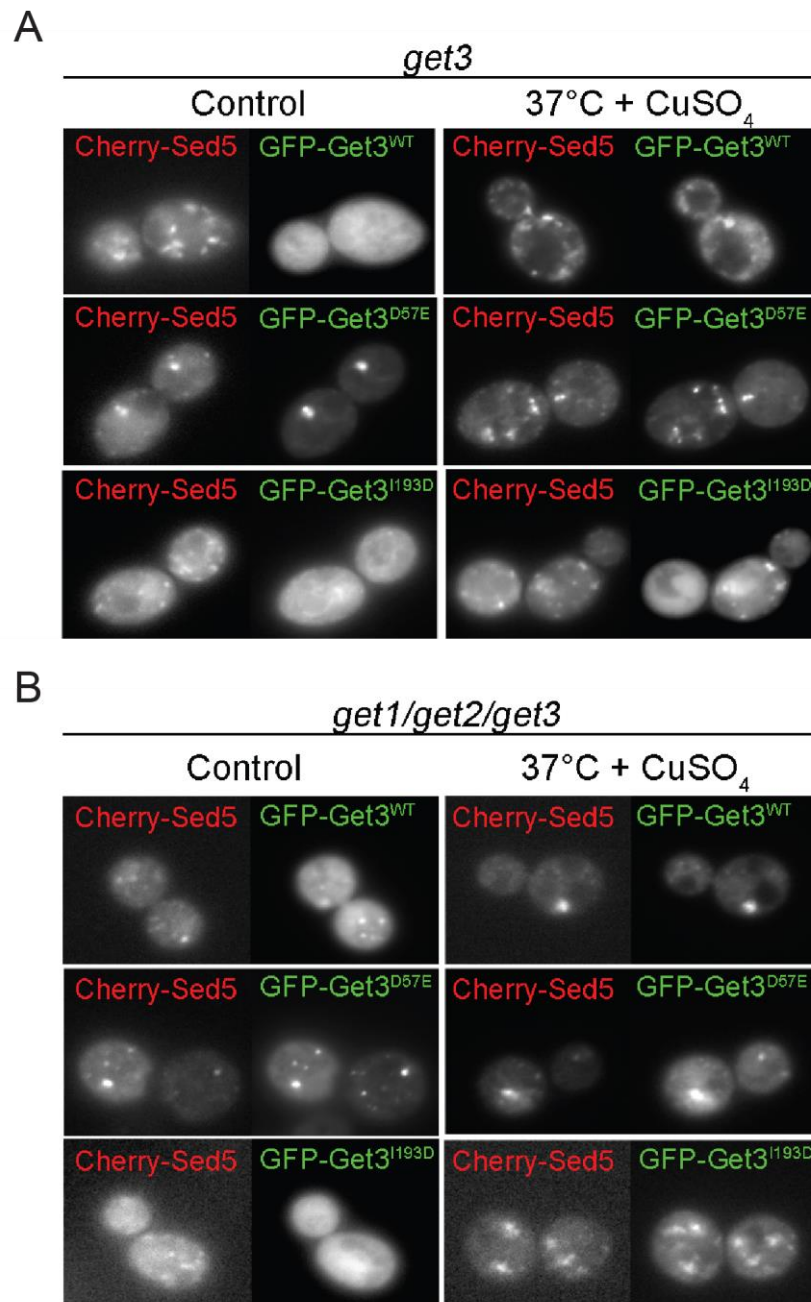 A
get3
Control 37°C + CuSO₄
Cherry-Sed5 GFP-Get3ᵂᵀ Cherry-Sed5 GFP-Get3ᵂᵀ
Cherry-Sed5 GFP-Get3ᴰ⁵⁷ᴱ Cherry-Sed5 GFP-Get3ᴰ⁵⁷ᴱ
Cherry-Sed5 GFP-Get3ᴵ¹⁹³ᴰ Cherry-Sed5 GFP-Get3ᴵ¹⁹³ᴰ
B
get1/get2/get3
Control 37°C + CuSO₄
Cherry-Sed5 GFP-Get3ᵂᵀ Cherry-Sed5 GFP-Get3ᵂᵀ
Cherry-Sed5 GFP-Get3ᴰ⁵⁷ᴱ Cherry-Sed5 GFP-Get3ᴰ⁵⁷ᴱ
Cherry-Sed5 GFP-Get3ᴵ¹⁹³ᴰ Cherry-Sed5 GFP-Get3ᴵ¹⁹³ᴰ